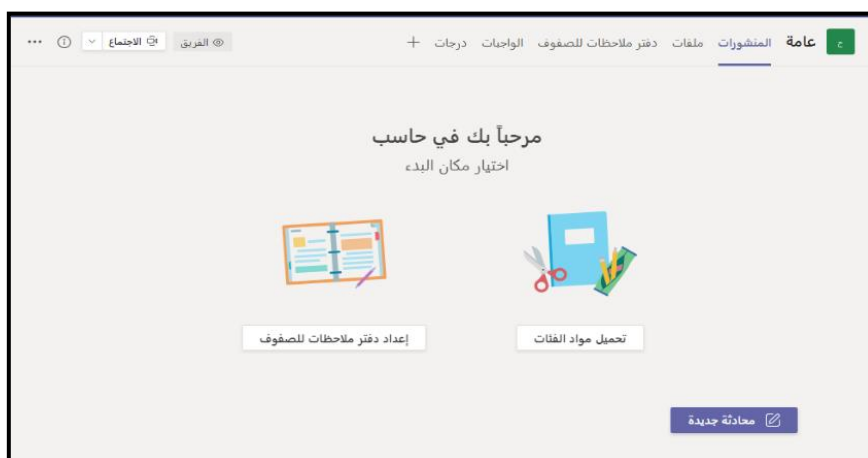 ح عامة المنشورات ملفات دفتر ملاحظات للصفوف الواجبات درجات + الفريق الاجتماع
مرحباً بك في حاسب
اختيار مكان البدء
تحميل مواد الفئات إعداد دفتر ملاحظات للصفوف
محادثة جديدة